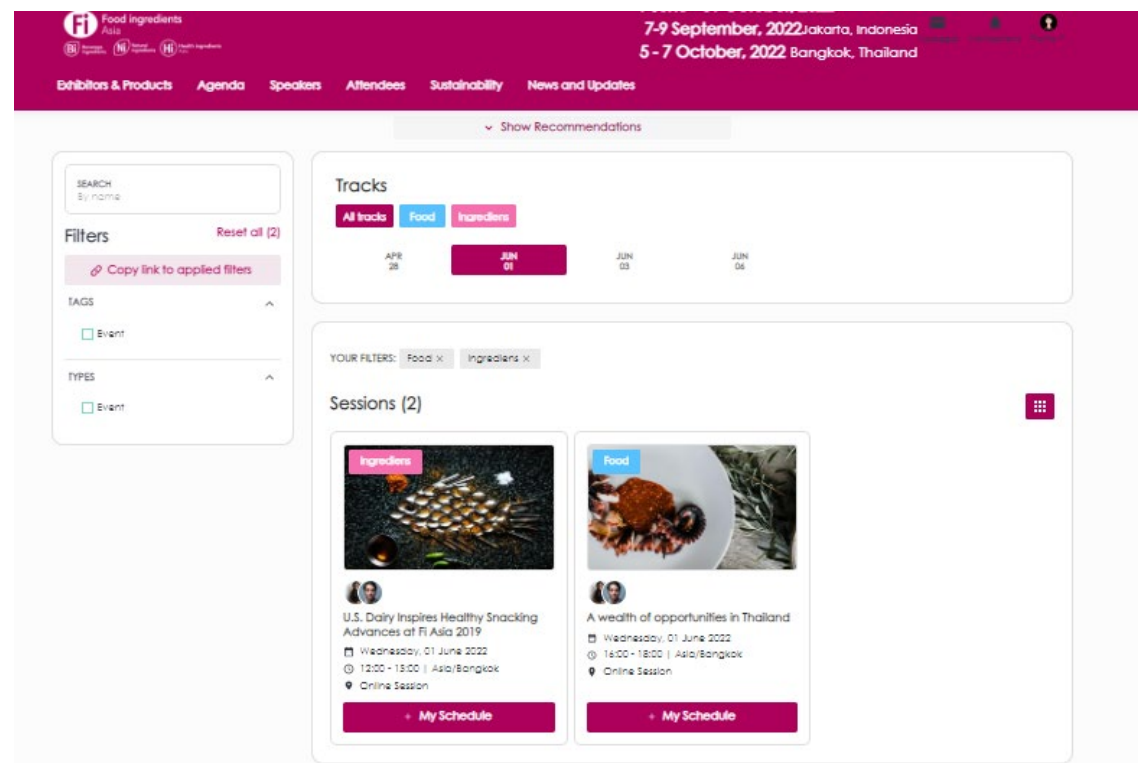 Food ingredients
Asia
7-9 September, 2022 Jakarta, Indonesia
5 - 7 October, 2022 Bangkok, Thailand
Exhibitors & Products Agenda Speakers Attendees Sustainability News and Updates
Show Recommendations
SEARCH
By name
Filters Reset all (2)
Copy link to applied filters
TAGS
Event
TYPES
Event
Tracks
All tracks Food Ingrediens
APR
28
JUN
01
JUN
03
JUN
06
YOUR FILTERS: Food × Ingrediens ×
Sessions (2)
Ingrediens
U.S. Dairy Inspires Healthy Snacking
Advances at Fi Asia 2019
Wednesday, 01 June 2022
12:00 - 13:00 | Asia/Bangkok
Online Session
+ My Schedule
Food
A wealth of opportunities in Thailand
Wednesday, 01 June 2022
16:00 - 18:00 | Asia/Bangkok
Online Session
+ My Schedule